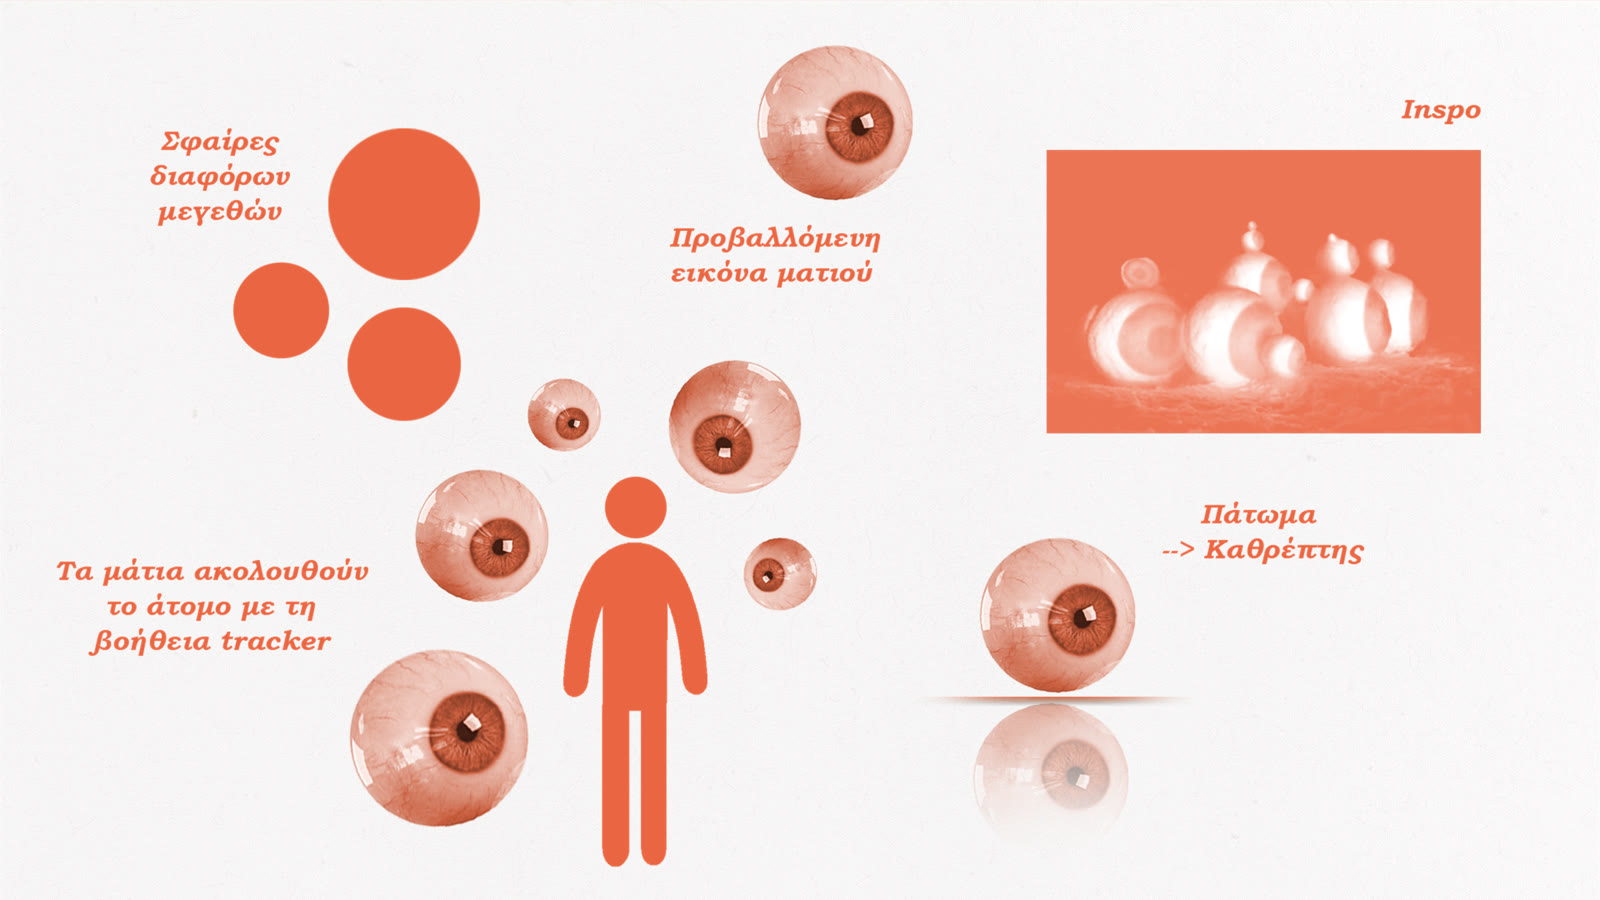 Σφαίρες
διαφόρων
μεγεθών
Προβαλλόμενη
εικόνα ματιού
Inspo
Τα μάτια ακολουθούν
το άτομο με τη
βοήθεια tracker
Πάτωμα
--> Καθρέπτης